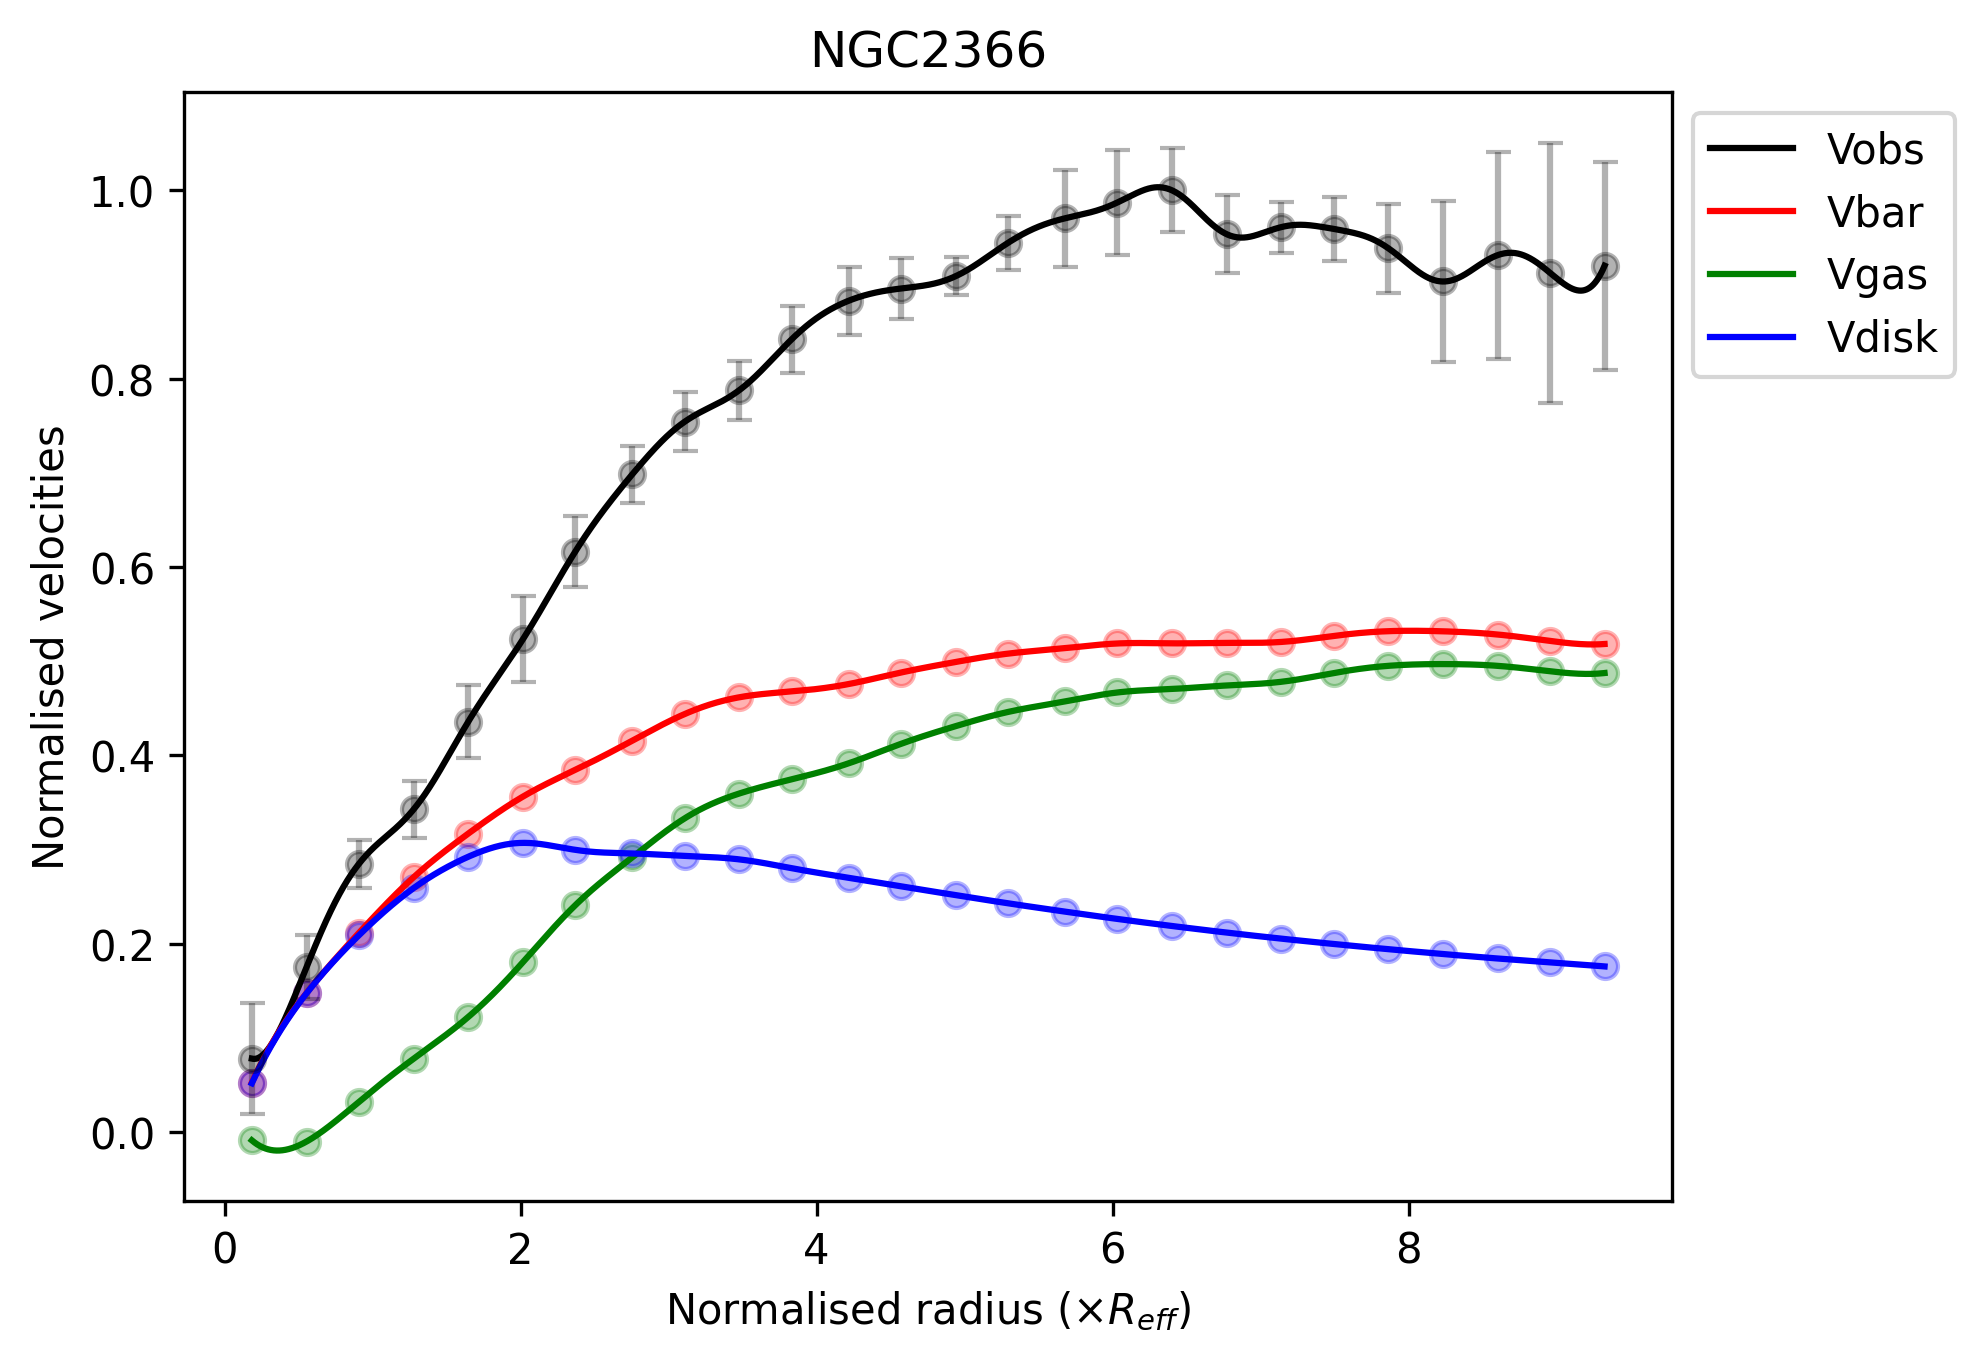 NGC2366
Vobs
Vbar
Vgas
Vdisk
1.0
0.8
0.6
0.4
0.2
0.0
Normalised velocities
0 2 4 6 8
Normalised radius (×R_eff)